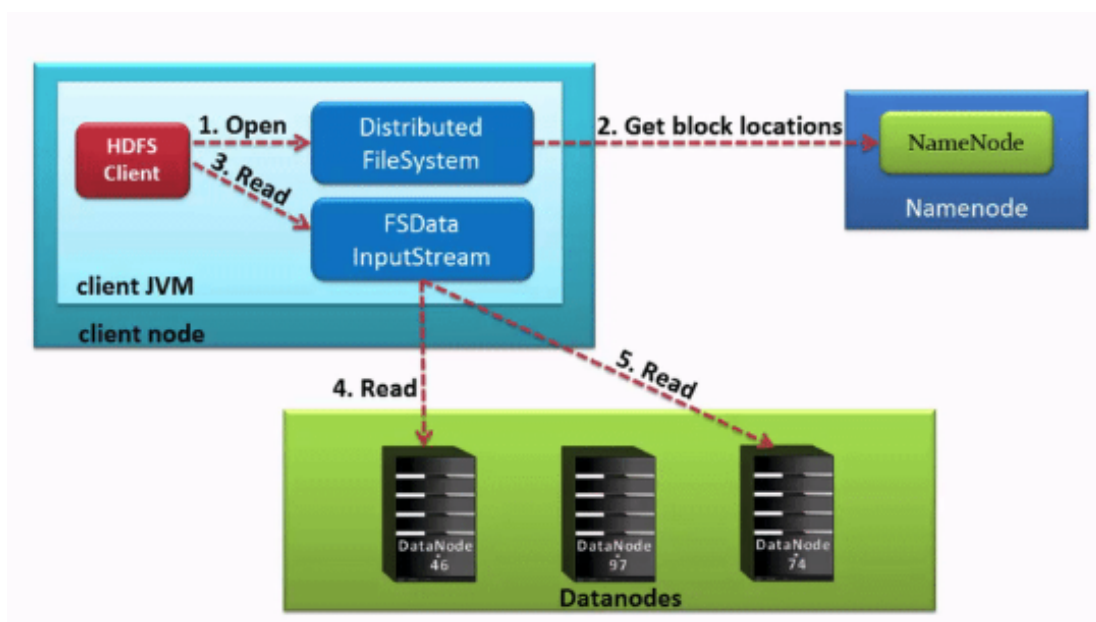 1. Open
Distributed
FileSystem
2. Get block locations
NameNode
Namenode
HDFS
Client
3. Read
FSData
InputStream
client JVM
client node
4. Read
5. Read
DataNode
-
46
DataNode
-
97
DataNode
-
74
Datanodes